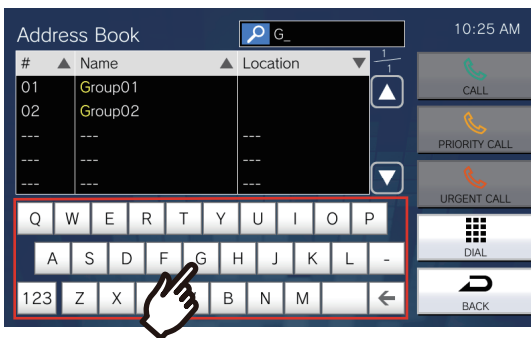 Address Book
G_
10:25 AM
# ▲ Name ▲ Location ▼
1
1
01 Group01
02 Group02
--- --- ---
--- --- ---
--- --- ---
CALL
PRIORITY CALL
URGENT CALL
DIAL
BACK
Q W E R T Y U I O P
A S D F G H J K L -
123 Z X B N M ←